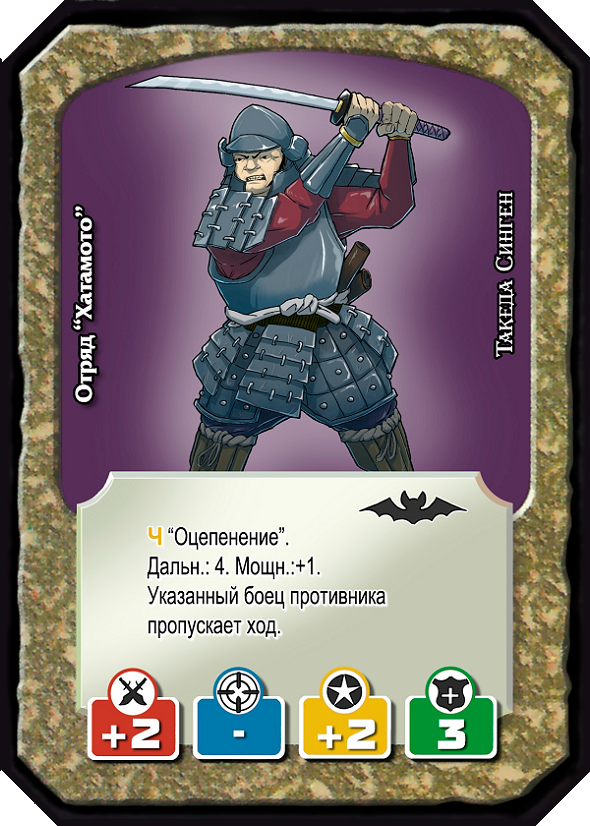 Отряд “Хатамото”
Такеда Синген
Ч “Оцепенение”.
Дальн.: 4. Мощн.:+1.
Указанный боец противника
пропускает ход.
+2 - +2 3